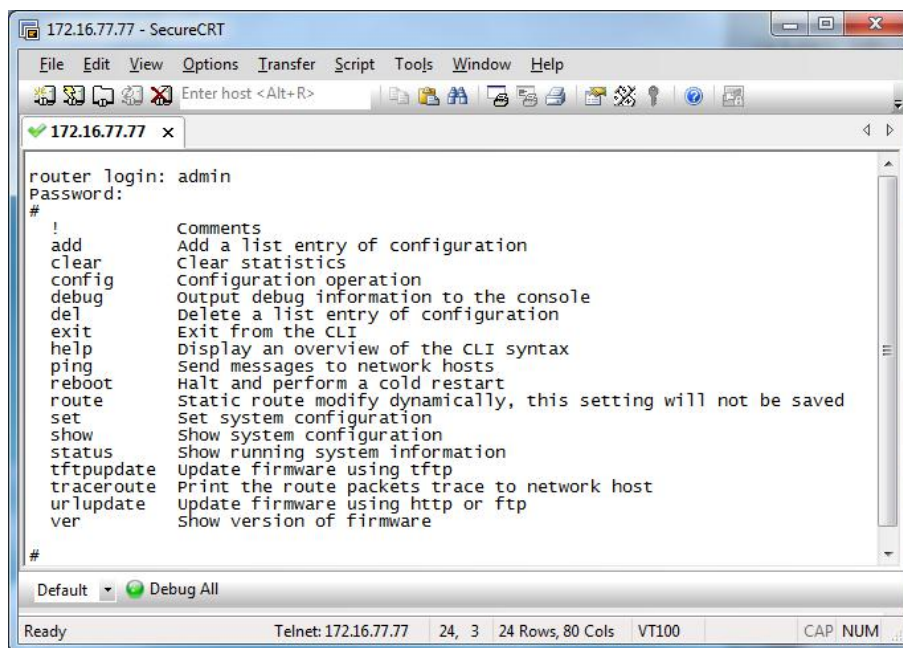 172.16.77.77 - SecureCRT
File Edit View Options Transfer Script Tools Window Help
Enter host <Alt+R>
172.16.77.77 x
router login: admin
Password:
#
! Comments
add Add a list entry of configuration
clear Clear statistics
config Configuration operation
debug Output debug information to the console
del Delete a list entry of configuration
exit Exit from the CLI
help Display an overview of the CLI syntax
ping Send messages to network hosts
reboot Halt and perform a cold restart
route Static route modify dynamically, this setting will not be saved
set Set system configuration
show Show system configuration
status Show running system information
tftpupdate Update firmware using tftp
traceroute Print the route packets trace to network host
urlupdate Update firmware using http or ftp
ver Show version of firmware
#
Default Debug All
Ready Telnet: 172.16.77.77 24, 3 24 Rows, 80 Cols VT100 CAP NUM